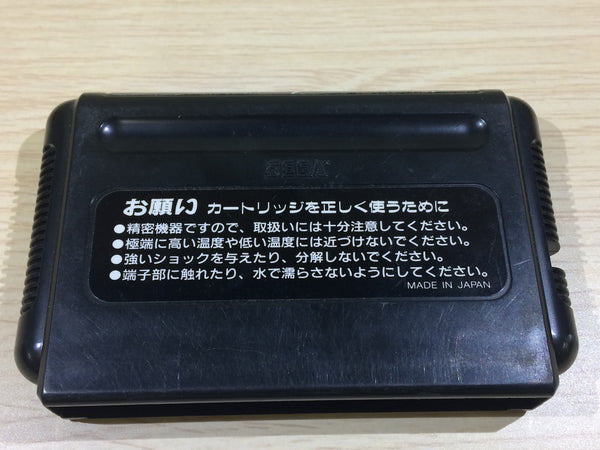 SEGA
お願い カートリッジを正しく使うために
●精密機器ですので、取扱いには十分注意してください。
●極端に高い温度や低い温度には近づけないでください。
●強いショックを与えたり、分解しないでください。
●端子部に触れたり、水で濡らさないようにしてください。
MADE IN JAPAN